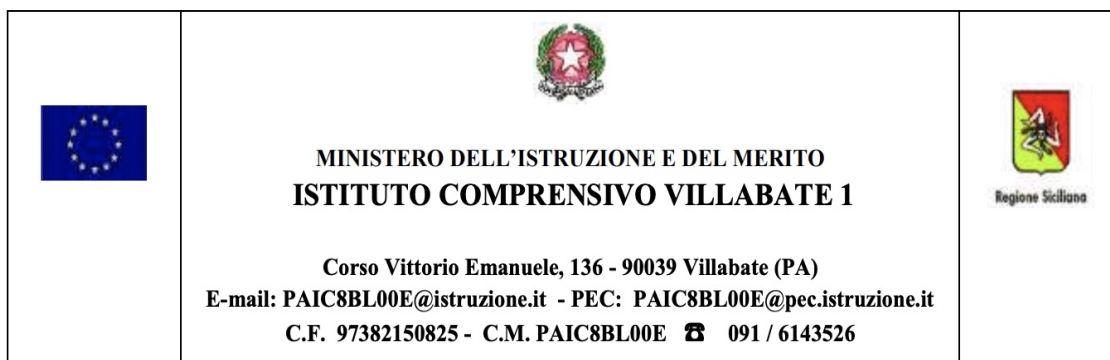 MINISTERO DELL’ISTRUZIONE E DEL MERITO
ISTITUTO COMPRENSIVO VILLABATE 1
Regione Siciliana
Corso Vittorio Emanuele, 136 - 90039 Villabate (PA)
E-mail: PAIC8BL00E@istruzione.it - PEC: PAIC8BL00E@pec.istruzione.it
C.F. 97382150825 - C.M. PAIC8BL00E ☎ 091 / 6143526